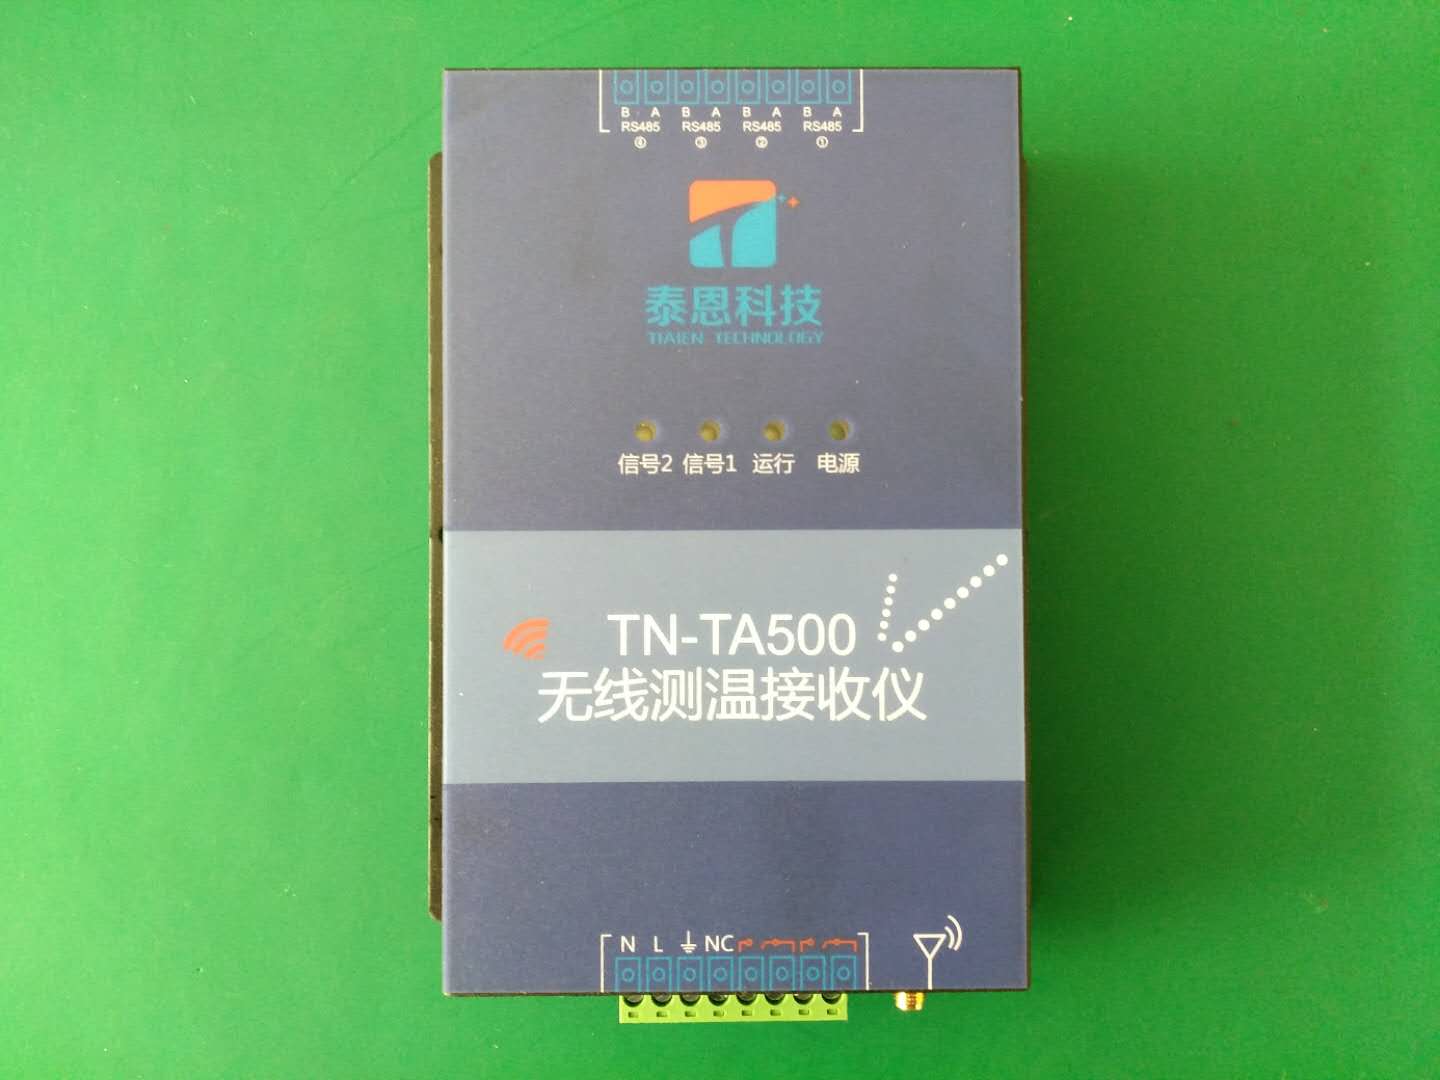 B A B A B A B A
RS485 RS485 RS485 RS485
④ ③ ② ①
泰恩科技
TIAIEN TECHNOLOGY
信号2 信号1 运行 电源
TN-TA500
无线测温接收仪
N L NC